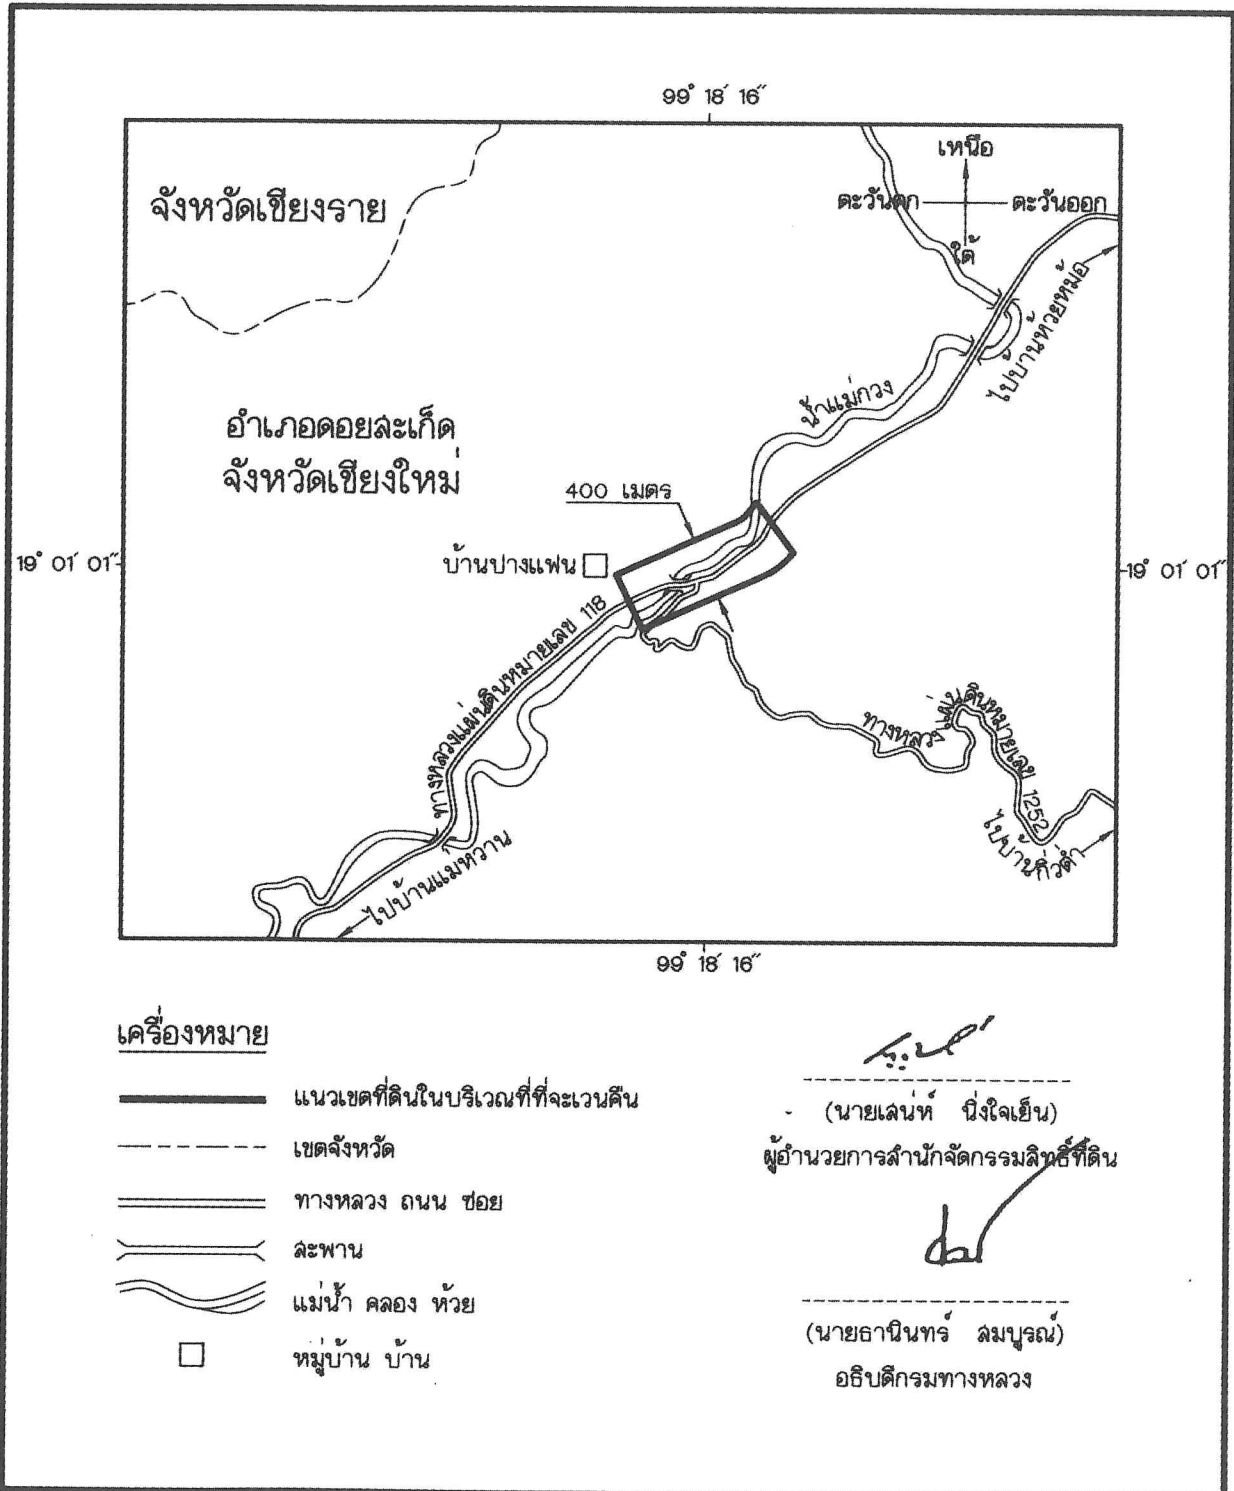 99° 18′ 16″
จังหวัดเชียงราย
เหนือ
ตะวันตก
ตะวันออก
ใต้
ไปบ้านห้วยหม้อ
น้ำแม่กวง
อำเภอดอยสะเก็ด
จังหวัดเชียงใหม่
400 เมตร
บ้านปางแฟน
19° 01′ 01″
19° 01′ 01″
ทางหลวงแผ่นดินหมายเลข 118
ทางหลวงแผ่นดินหมายเลข 1252
ไปบ้านกิ่วต่ำ
ไปบ้านแม่หวาน
99° 18′ 16″
เครื่องหมาย
แนวเขตที่ดินในบริเวณที่ที่จะเวนคืน
เขตจังหวัด
ทางหลวง ถนน ซอย
สะพาน
แม่น้ำ คลอง ห้วย
หมู่บ้าน บ้าน
(นายเสน่ห์ นิ่งใจเย็น)
ผู้อำนวยการสำนักจัดกรรมสิทธิ์ที่ดิน
(นายธานินทร์ สมบูรณ์)
อธิบดีกรมทางหลวง